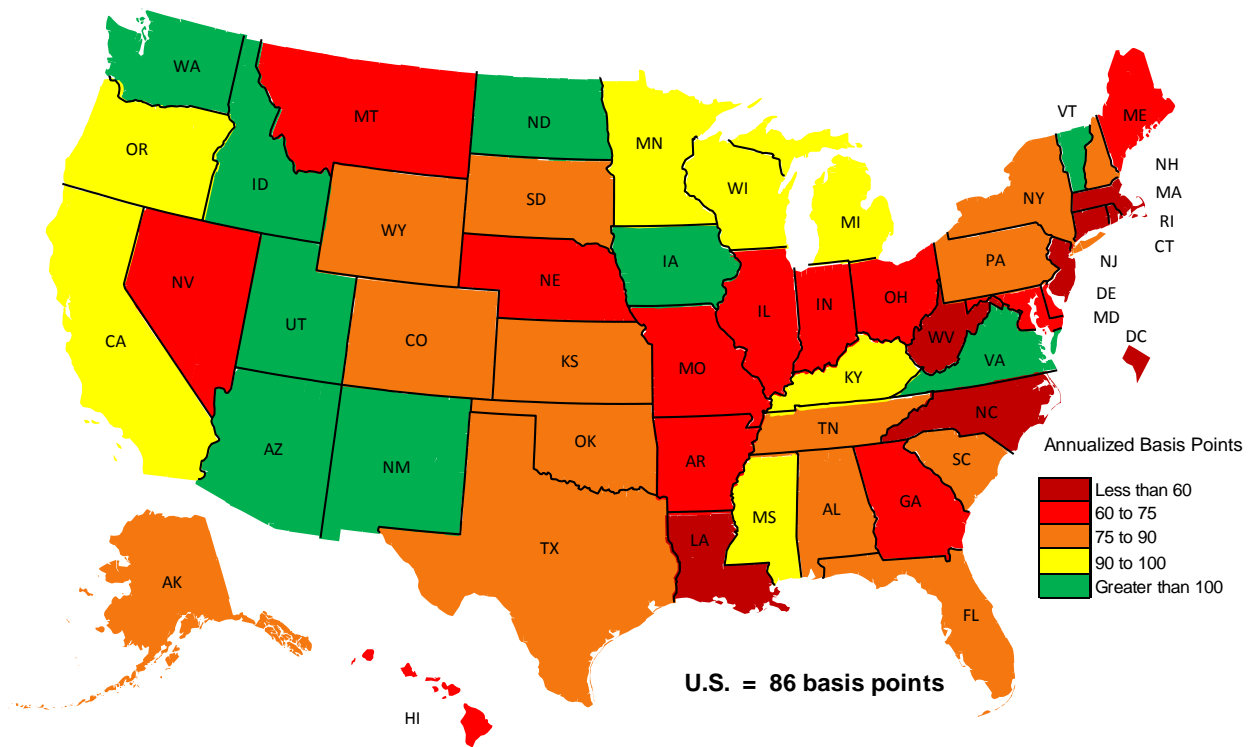 WA
MT
ND
MN
VT
ME
OR
ID
WY
SD
WI
MI
NY
NH
MA
RI
CT
NV
UT
NE
IA
PA
NJ
DE
MD
DC
CA
CO
KS
MO
IL
IN
OH
WV
VA
KY
NC
AZ
NM
OK
AR
TN
SC
TX
LA
MS
AL
GA
FL
AK
HI
Annualized Basis Points
Less than 60
60 to 75
75 to 90
90 to 100
Greater than 100
U.S. = 86 basis points